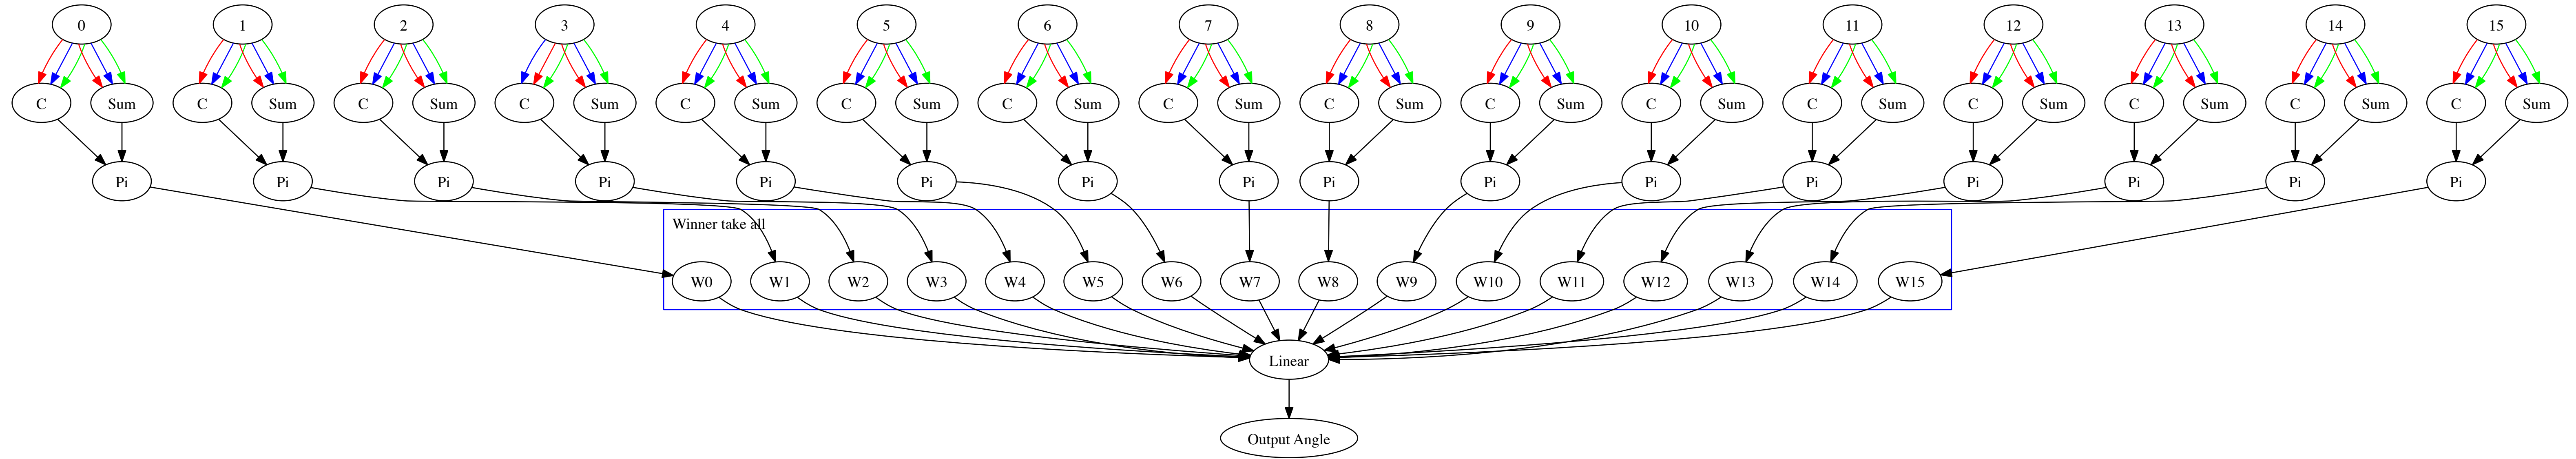 0 1 2 3 4 5 6 7 8 9 10 11 12 13 14 15
C Sum C Sum C Sum C Sum C Sum C Sum C Sum C Sum C Sum C Sum C Sum C Sum C Sum C Sum C Sum C Sum
Pi Pi Pi Pi Pi Pi Pi Pi Pi Pi Pi Pi Pi Pi Pi Pi
Winner take all
W0 W1 W2 W3 W4 W5 W6 W7 W8 W9 W10 W11 W12 W13 W14 W15
Linear
Output Angle